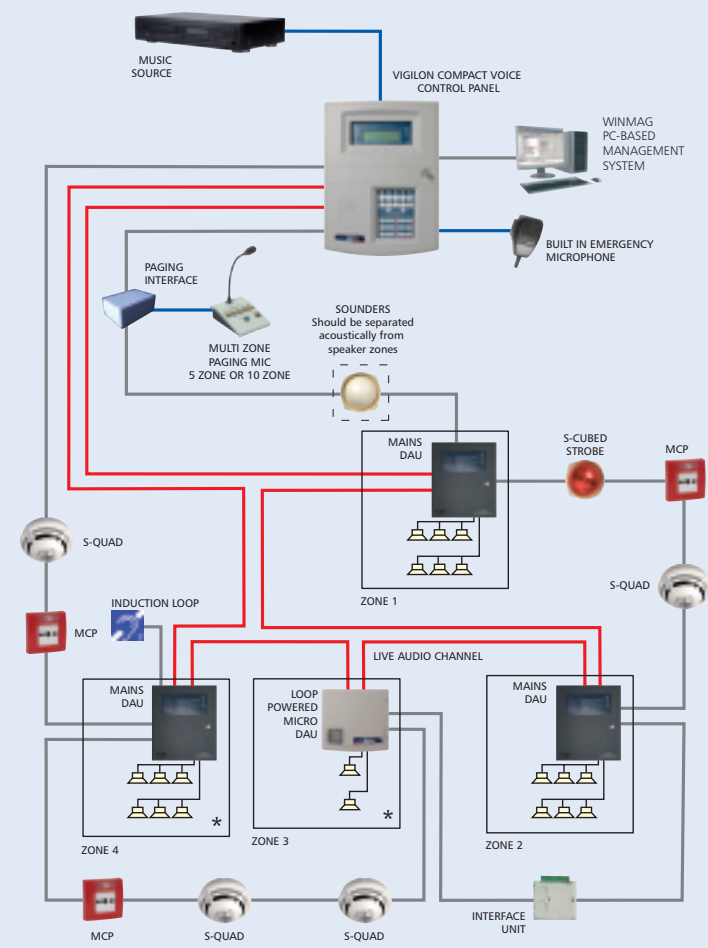 MUSIC
SOURCE
VIGILON COMPACT VOICE
CONTROL PANEL
WINMAG
PC-BASED
MANAGEMENT
SYSTEM
BUILT IN EMERGENCY
MICROPHONE
PAGING
INTERFACE
MULTI ZONE
PAGING MIC
5 ZONE OR 10 ZONE
SOUNDERS
Should be separated
acoustically from
speaker zones
MAINS
DAU
S-CUBED
STROBE
MCP
S-QUAD
S-QUAD
ZONE 1
INDUCTION LOOP
MCP
LIVE AUDIO CHANNEL
MAINS
DAU
LOOP
POWERED
MICRO
DAU
MAINS
DAU
*
*
ZONE 4
ZONE 3
ZONE 2
MCP
S-QUAD
S-QUAD
INTERFACE
UNIT